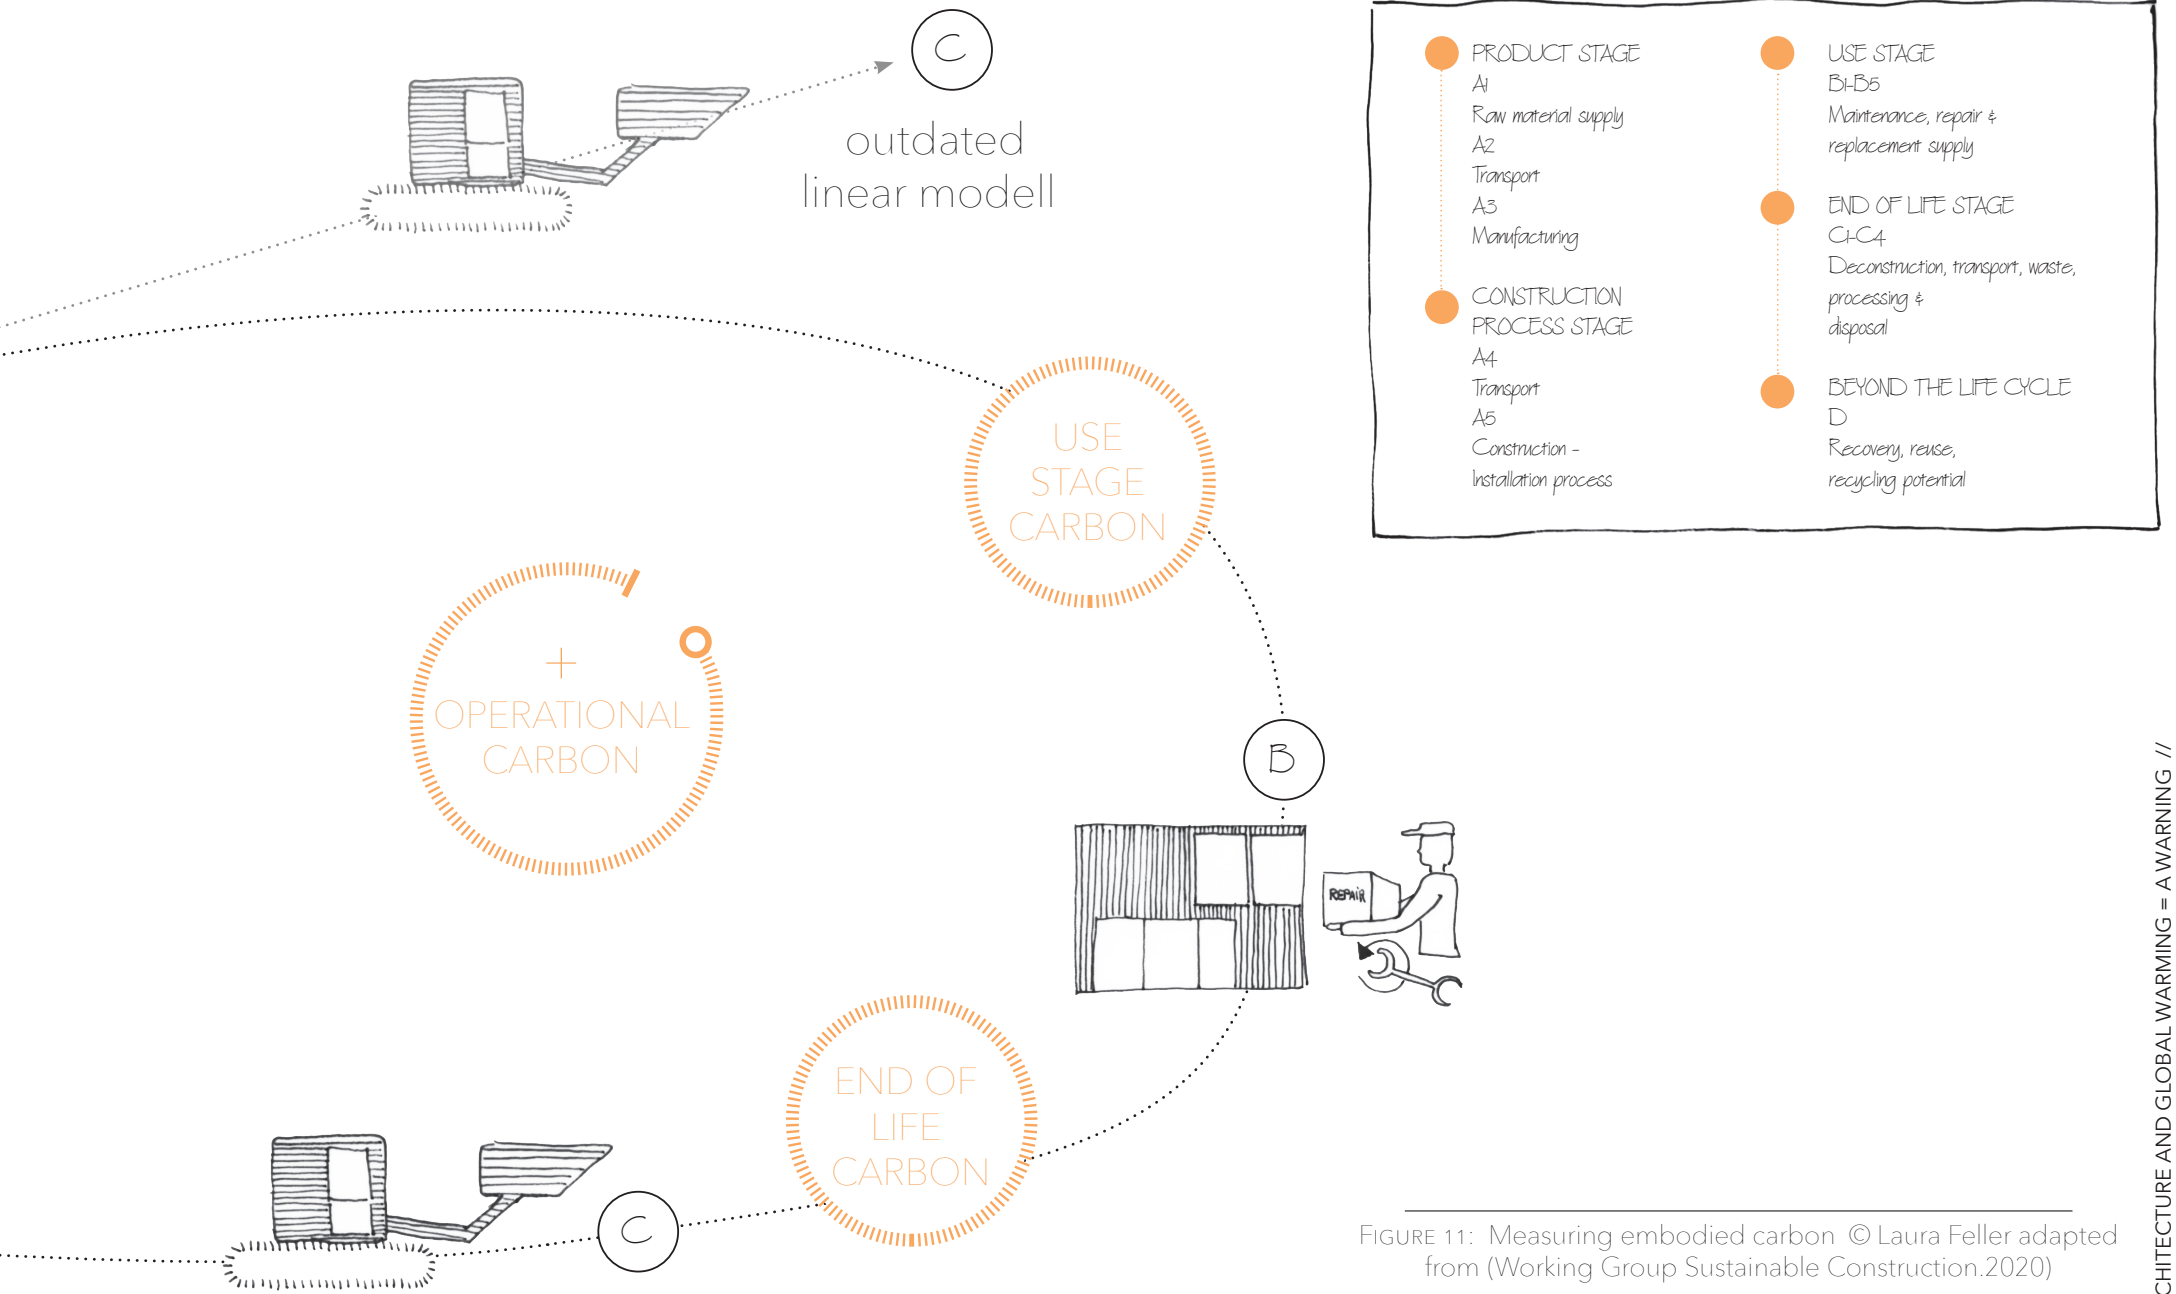 C
outdated
linear modell
PRODUCT STAGE
A1
Raw material supply
A2
Transport
A3
Manufacturing
CONSTRUCTION
PROCESS STAGE
A4
Transport
A5
Construction -
Installation process
USE STAGE
B1-B5
Maintenance, repair &
replacement supply
END OF LIFE STAGE
C1-C4
Deconstruction, transport, waste,
processing &
disposal
BEYOND THE LIFE CYCLE
D
Recovery, reuse,
recycling potential
USE
STAGE
CARBON
+
OPERATIONAL
CARBON
B
REPAIR
END OF
LIFE
CARBON
C
FIGURE 11: Measuring embodied carbon © Laura Feller adapted
from (Working Group Sustainable Construction.2020)
CHITECTURE AND GLOBAL WARMING = A WARNING //